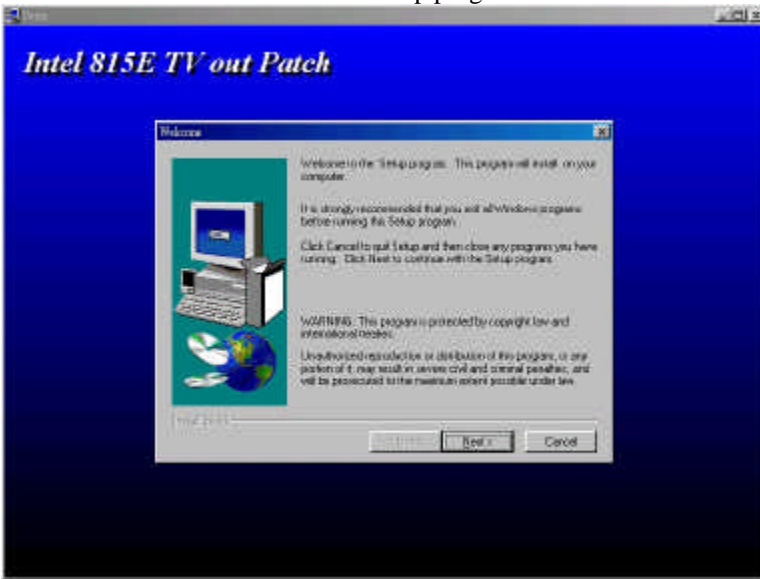 Intel 815E TV out Patch
Welcome
Welcome to the Setup program. This program will install on your
computer.
It is strongly recommended that you exit all Windows programs
before running this Setup program.
Click Cancel to quit Setup and then close any programs you have
running. Click Next to continue with the Setup program.
WARNING: This program is protected by copyright law and
international treaties.
Unauthorized reproduction or distribution of this program, or any
portion of it, may result in severe civil and criminal penalties, and
will be prosecuted to the maximum extent possible under law.
Next >
Cancel